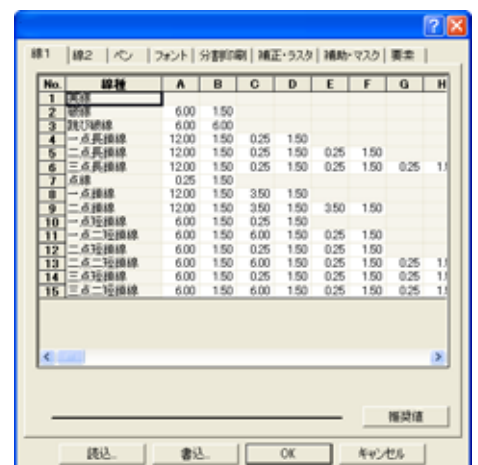 線1 線2 ペン フォント 分割印刷 補正・ラスタ 補助・マスク 要素
No. 線種 A B C D E F G H
1 実線
2 破線 6.00 1.50
3 跳び破線 6.00 6.00
4 一点長鎖線 12.00 1.50 0.25 1.50
5 二点長鎖線 12.00 1.50 0.25 1.50 0.25 1.50
6 三点長鎖線 12.00 1.50 0.25 1.50 0.25 1.50 0.25 1.
7 点線 0.25 1.50
8 一点鎖線 12.00 1.50 3.50 1.50
9 二点鎖線 12.00 1.50 3.50 1.50 3.50 1.50
10 一点短鎖線 6.00 1.50 0.25 1.50
11 一点二短鎖線 6.00 1.50 6.00 1.50 0.25 1.50
12 二点短鎖線 6.00 1.50 0.25 1.50 0.25 1.50
13 二点二短鎖線 6.00 1.50 6.00 1.50 0.25 1.50 0.25 1.
14 三点短鎖線 6.00 1.50 0.25 1.50 0.25 1.50 0.25 1.
15 三点二短鎖線 6.00 1.50 6.00 1.50 0.25 1.50 0.25 1.
推奨値
読込... 書込... OK キャンセル